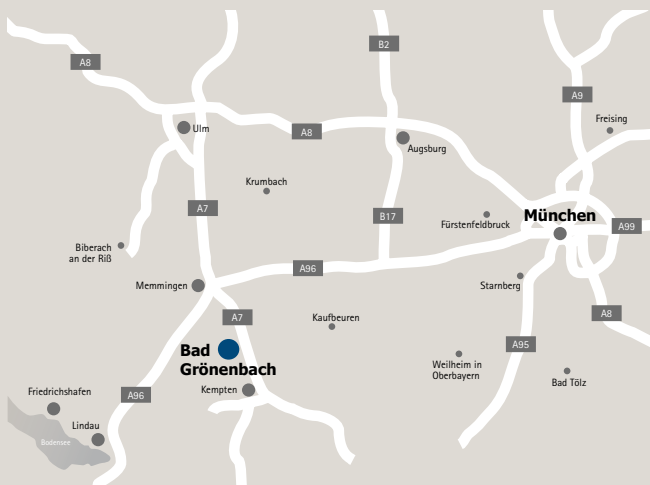 B2
A8
A9
Freising
Ulm
A8
Augsburg
Krumbach
A7
B17
Fürstenfeldbruck
München
A99
Biberach
an der Riß
A96
Memmingen
Starnberg
A7
Kaufbeuren
A8
A95
Bad
Grönenbach
Weilheim in
Oberbayern
Bad Tölz
Kempten
Friedrichshafen
A96
Lindau
Bodensee